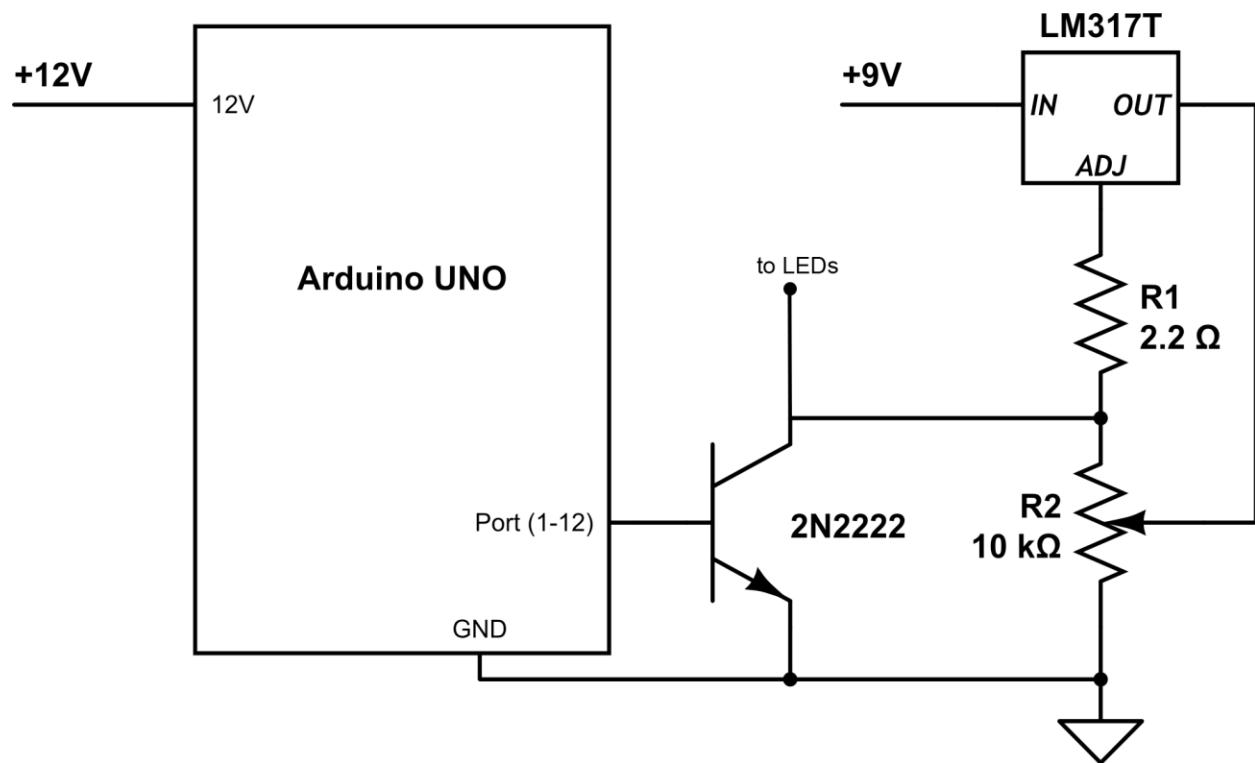 LM317T
+12V
+9V
12V
IN
OUT
ADJ
Arduino UNO
to LEDs
R1
2.2 Ω
Port (1-12)
2N2222
R2
10 kΩ
GND